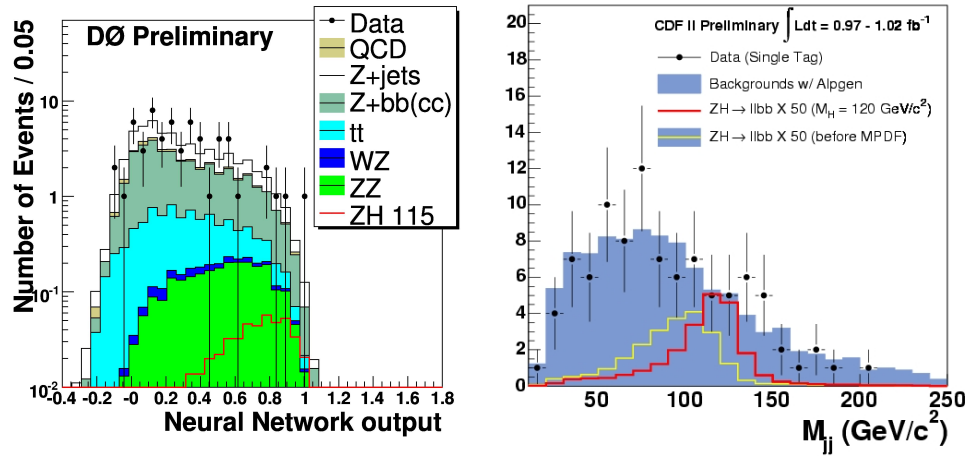 DØ Preliminary
Data
QCD
Z+jets
Z+bb(cc)
tt
WZ
ZZ
ZH 115
Number of Events / 0.05
10
1
10⁻¹
10⁻²
-0.4 -0.2 -0 0.2 0.4 0.6 0.8 1 1.2 1.4 1.6 1.8
Neural Network output
CDF II Preliminary ∫ Ldt = 0.97 - 1.02 fb⁻¹
Data (Single Tag)
Backgrounds w/ Alpgen
ZH → llbb X 50 (M_H = 120 GeV/c²)
ZH → llbb X 50 (before MPDF)
20
18
16
14
12
10
8
6
4
2
0
50 100 150 200 250
M_jj (GeV/c²)